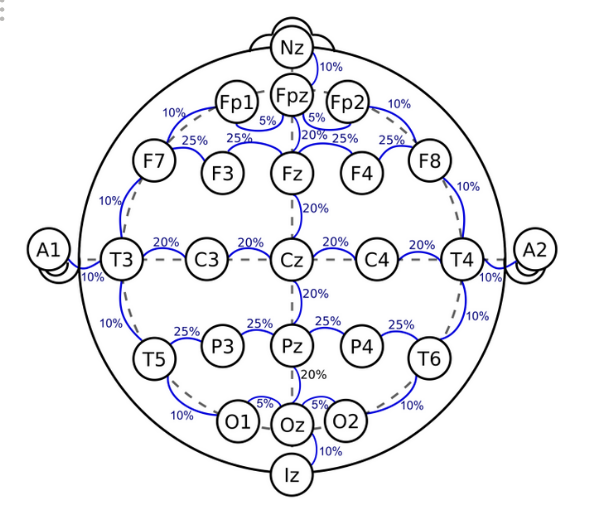 Nz
10%
Fp1 Fpz Fp2
10% 5% 5% 10%
20%
25% 25% 25% 25%
F7 F3 Fz F4 F8
10% 10%
20%
20% 20% 20% 20%
A1 T3 C3 Cz C4 T4 A2
10% 10%
20%
10% 10%
25% 25% 25% 25%
T5 P3 Pz P4 T6
20%
10% 5% 5% 10%
O1 Oz O2
10%
Iz